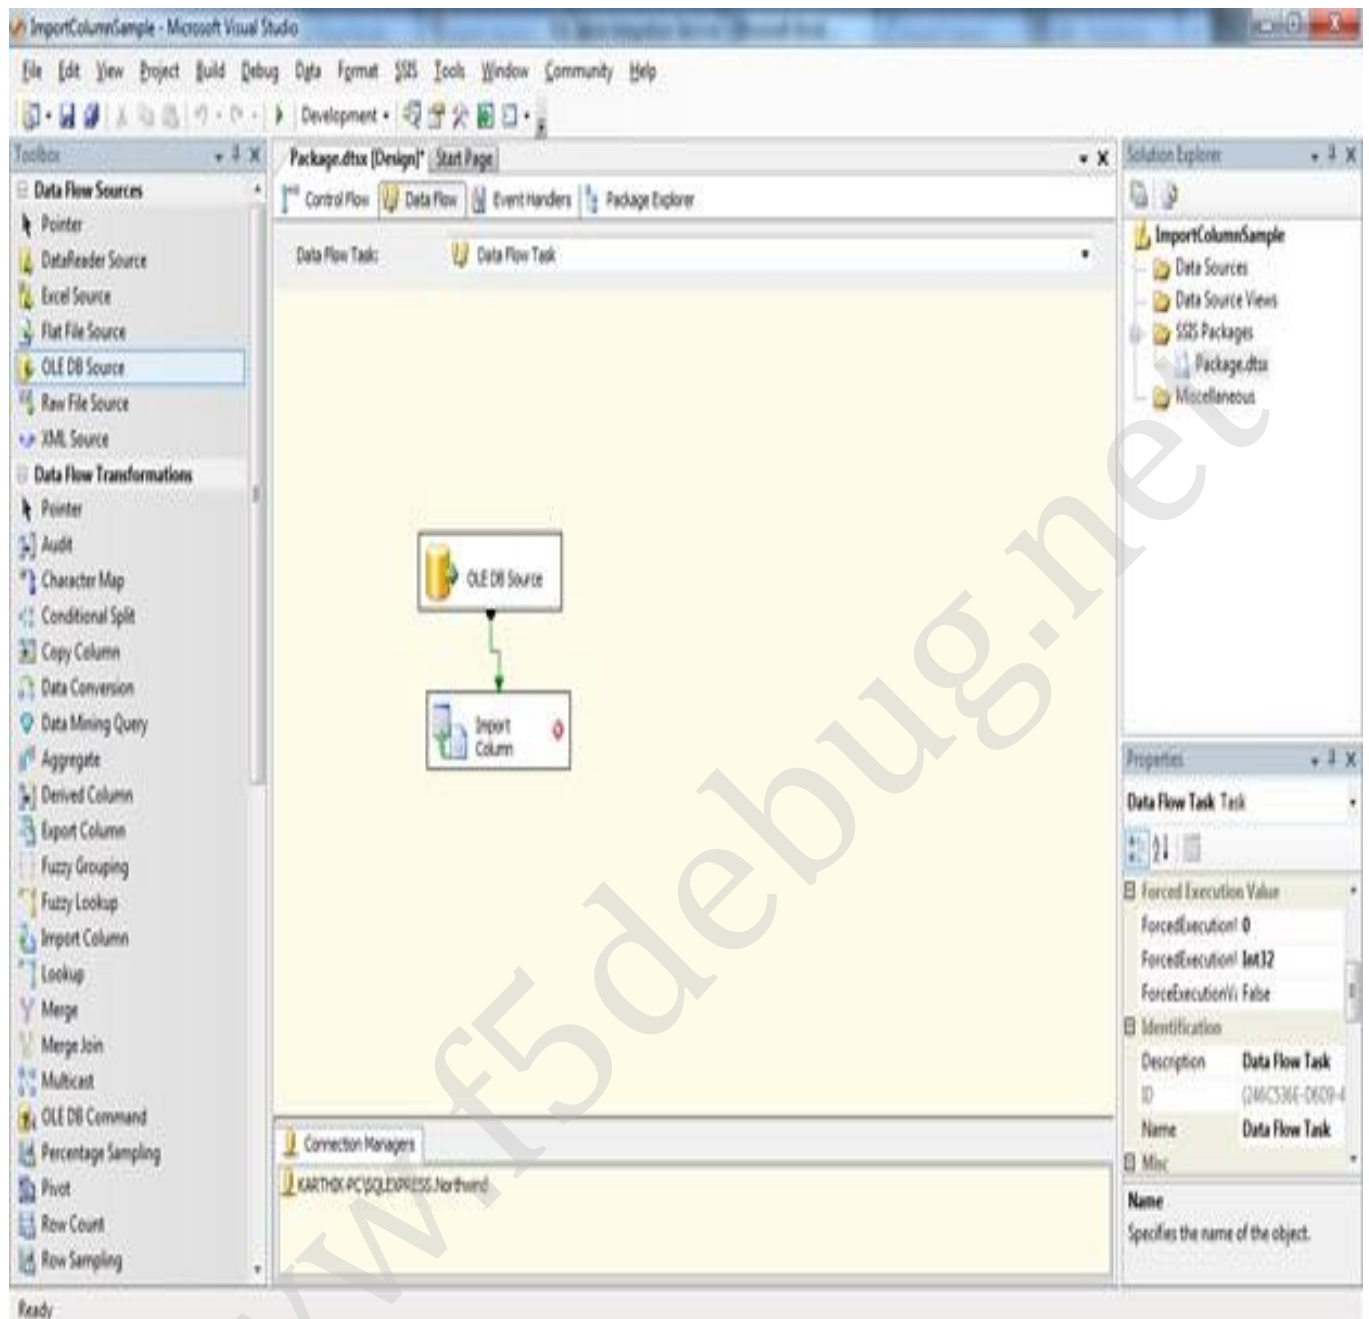 ImportColumnSample - Microsoft Visual Studio
File Edit View Project Build Debug Data Format SSIS Tools Window Community Help
Development
Toolbox
Data Flow Sources
Pointer
DataReader Source
Excel Source
Flat File Source
OLE DB Source
Raw File Source
XML Source
Data Flow Transformations
Pointer
Audit
Character Map
Conditional Split
Copy Column
Data Conversion
Data Mining Query
Aggregate
Derived Column
Export Column
Fuzzy Grouping
Fuzzy Lookup
Import Column
Lookup
Merge
Merge Join
Multicast
OLE DB Command
Percentage Sampling
Pivot
Row Count
Row Sampling
Package.dtsx [Design]* Start Page
Control Flow Data Flow Event Handlers Package Explorer
Data Flow Task: Data Flow Task
OLE DB Source
Import
Column
Connection Managers
KARTHIK-PC\SQLEXPRESS.Northwind
Solution Explorer
ImportColumnSample
Data Sources
Data Source Views
SSIS Packages
Package.dtsx
Miscellaneous
Properties
Data Flow Task Task
Forced Execution Value
ForcedExecution 0
ForcedExecution Int32
ForceExecutionV False
Identification
Description Data Flow Task
ID
Name Data Flow Task
Misc
Name
Specifies the name of the object.
Ready
f5debug.net